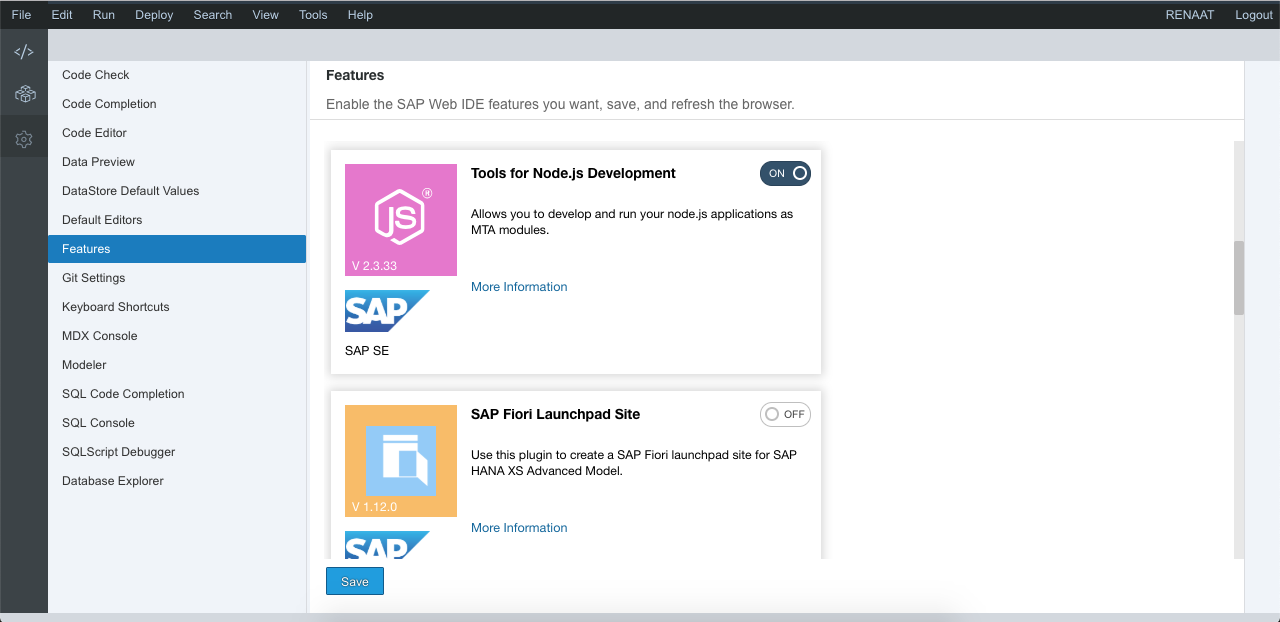 File Edit Run Deploy Search View Tools Help RENAAT Logout
Code Check
Code Completion
Code Editor
Data Preview
DataStore Default Values
Default Editors
Features
Git Settings
Keyboard Shortcuts
MDX Console
Modeler
SQL Code Completion
SQL Console
SQLScript Debugger
Database Explorer
Features
Enable the SAP Web IDE features you want, save, and refresh the browser.
JS®
V 2.3.33
SAP
SAP SE
Tools for Node.js Development
ON
Allows you to develop and run your node.js applications as
MTA modules.
More Information
V 1.12.0
SAP
SAP Fiori Launchpad Site
OFF
Use this plugin to create a SAP Fiori launchpad site for SAP
HANA XS Advanced Model.
More Information
Save